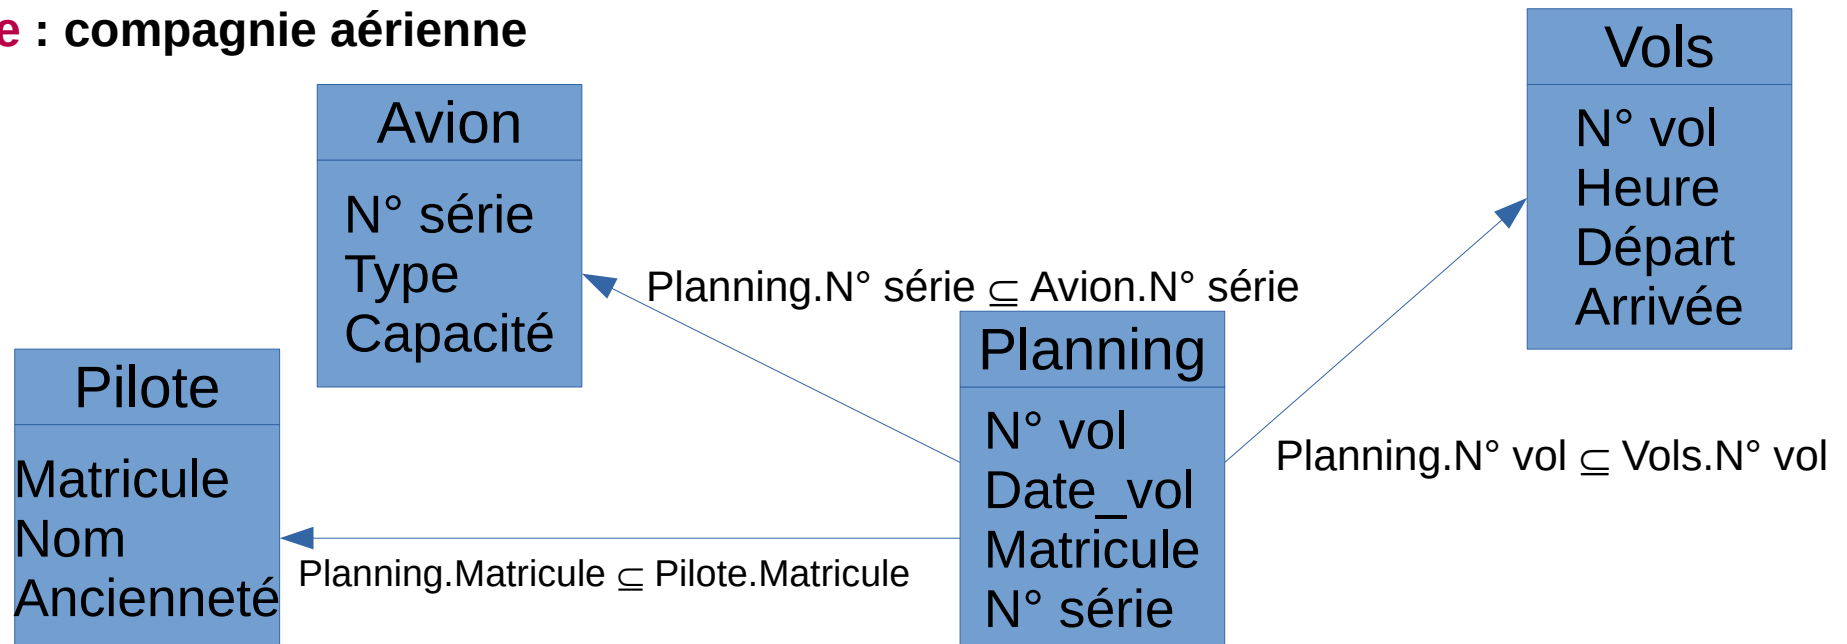 e : compagnie aérienne
Vols
N° vol
Heure
Départ
Arrivée
Avion
N° série
Type
Capacité
Planning.N° série ⊆ Avion.N° série
Planning
N° vol
Date_vol
Matricule
N° série
Planning.N° vol ⊆ Vols.N° vol
Pilote
Matricule
Nom
Ancienneté
Planning.Matricule ⊆ Pilote.Matricule